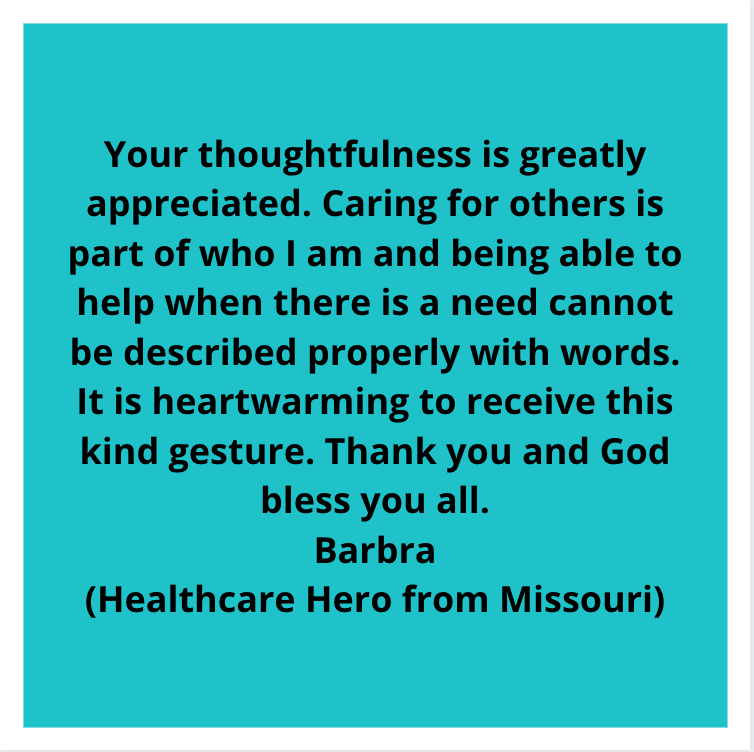 Your thoughtfulness is greatly
appreciated. Caring for others is
part of who I am and being able to
help when there is a need cannot
be described properly with words.
It is heartwarming to receive this
kind gesture. Thank you and God
bless you all.
Barbra
(Healthcare Hero from Missouri)